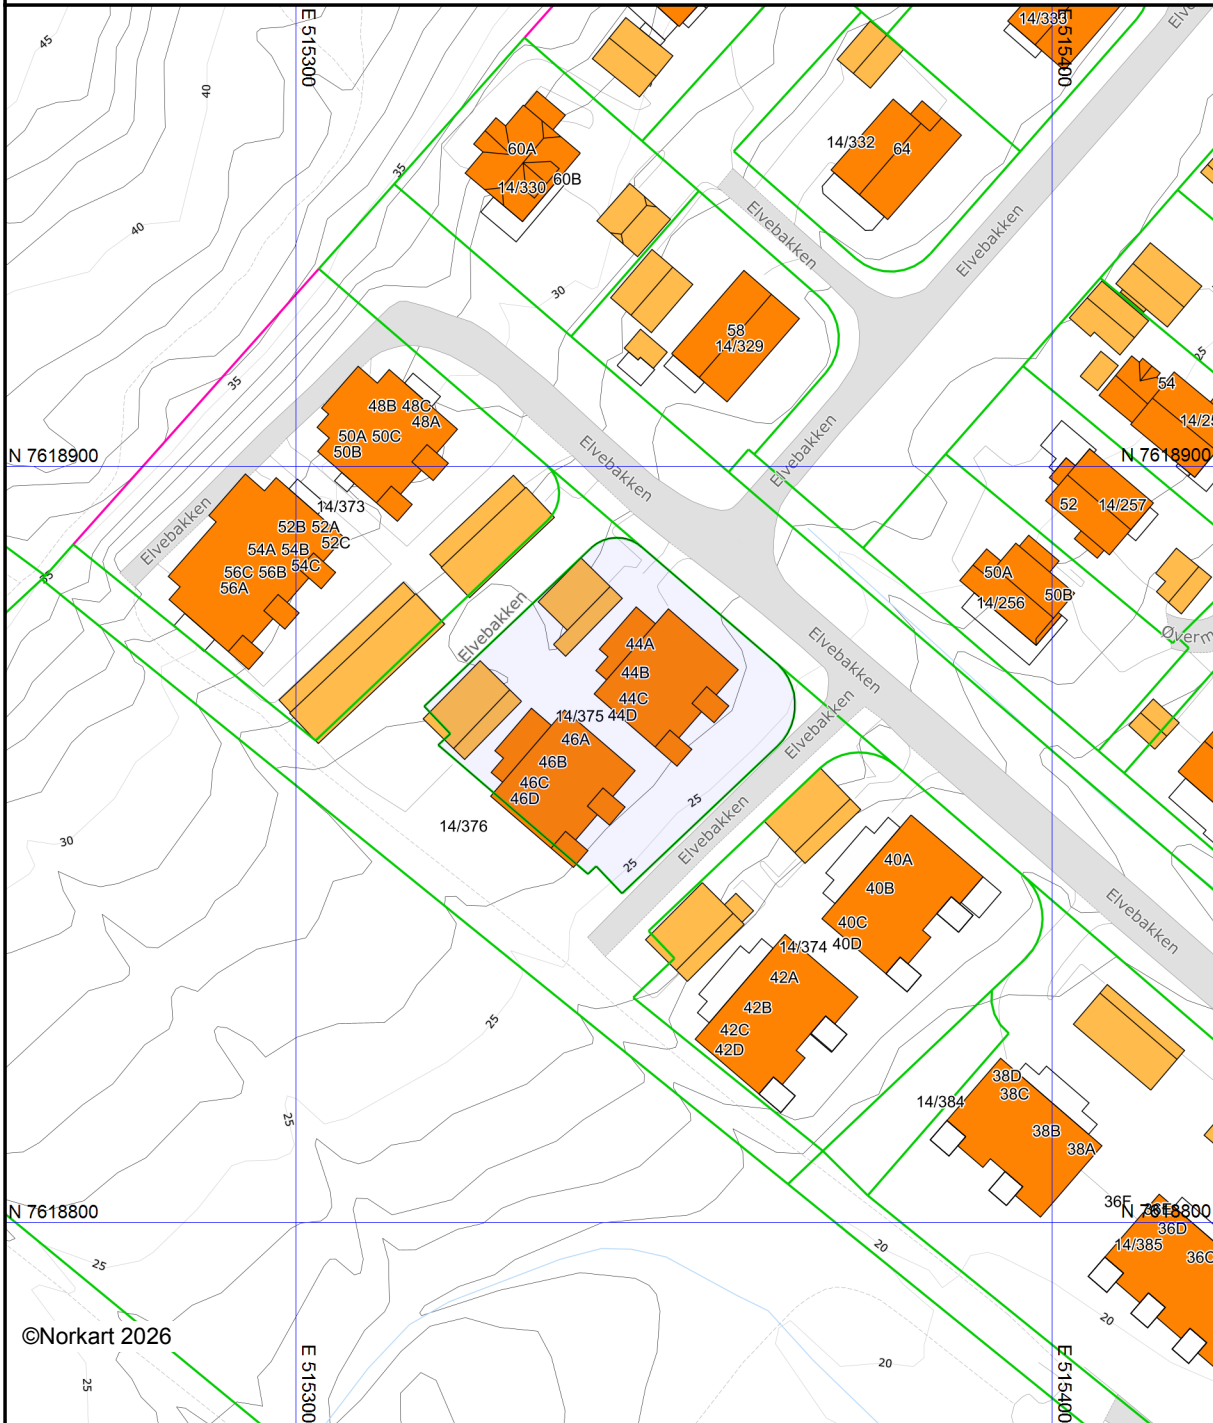 E 515300
E 515400
14/333
45
40
35
60A
14/330
60B
14/332
64
Elvebakken
Elvebakken
40
30
58
14/329
35
48B 48C
48A
50A 50C
50B
54
25
N 7618900
N 7618900
Elvebakken
Elvebakken
Elvebakken
14/373
52B 52A
52C
54A 54B
54C
56C 56B
56A
52
14/257
50A
50B
14/256
35
Elvebakken
44A
44B
44C
14/375 44D
46A
46B
46C
46D
Elvebakken
Elvebakken
Elvebakken
25
25
14/376
30
40A
40B
40C
14/374 40D
42A
42B
42C
42D
Elvebakken
25
25
14/384
38D
38C
38B
38A
N 7618800
N 7618800
36F
36D
14/385
25
20
20
20
25
©Norkart 2026
E 515300
E 515400